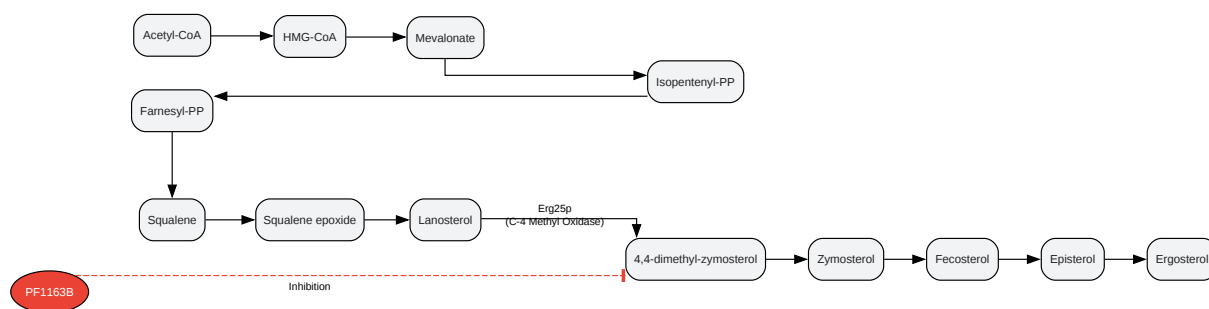 Acetyl-CoA
HMG-CoA
Mevalonate
Isopentenyl-PP
Farnesyl-PP
Squalene
Squalene epoxide
Lanosterol
Erg25p
(C-4 Methyl Oxidase)
4,4-dimethyl-zymosterol
Zymosterol
Fecosterol
Episterol
Ergosterol
PF1163B
Inhibition